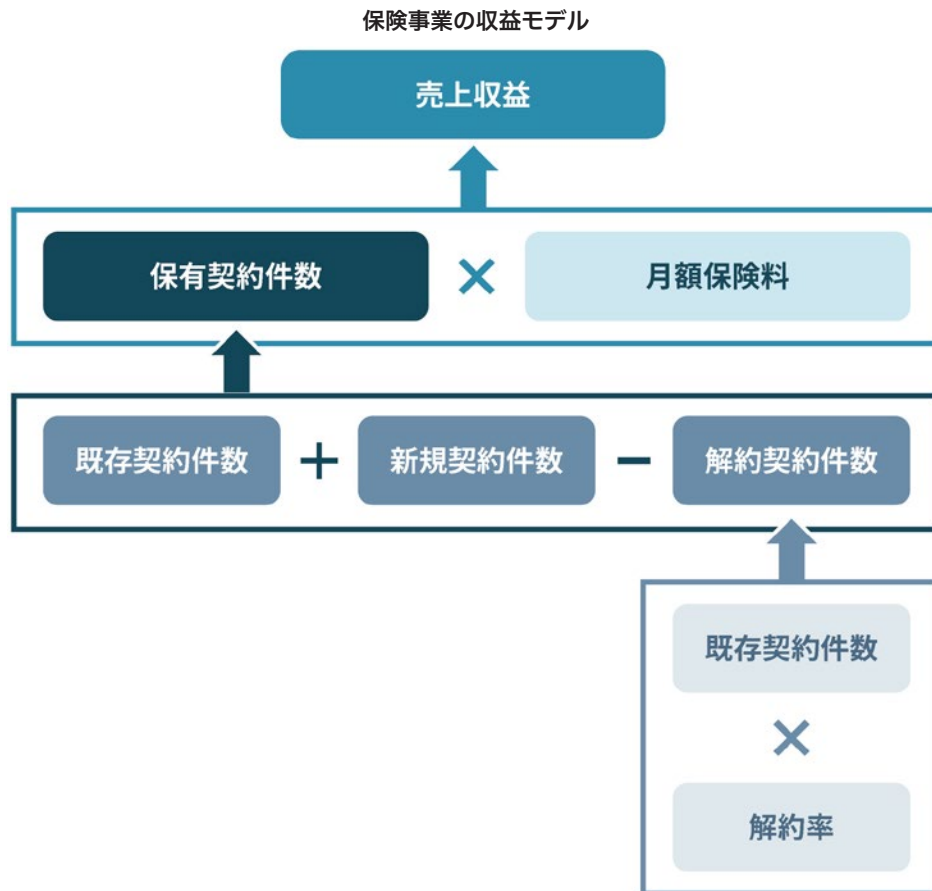 保険事業の収益モデル
売上収益
保有契約件数 × 月額保険料
既存契約件数 + 新規契約件数 − 解約契約件数
既存契約件数
×
解約率